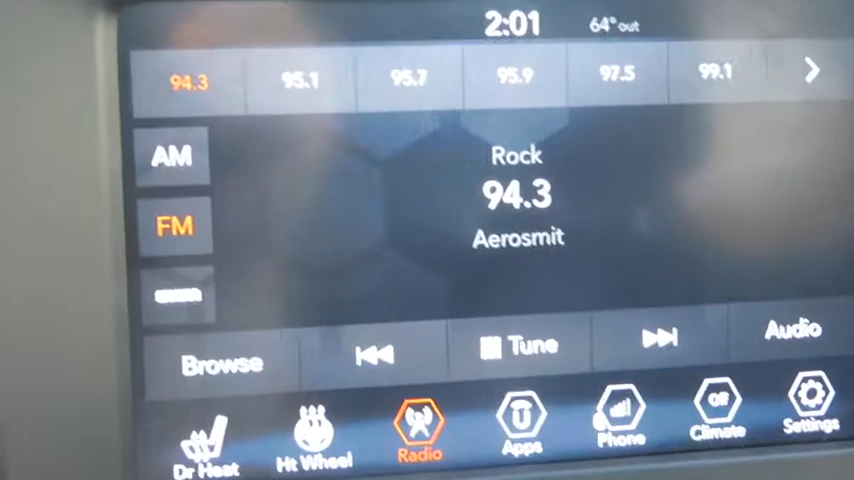 2:01 64° out
94.3 95.1 95.7 95.9 97.5 99.1
AM
Rock
94.3
FM
Aerosmit
Browse Tune Audio
Off
Dr Heat Ht Wheel Radio Apps Phone Climate Settings